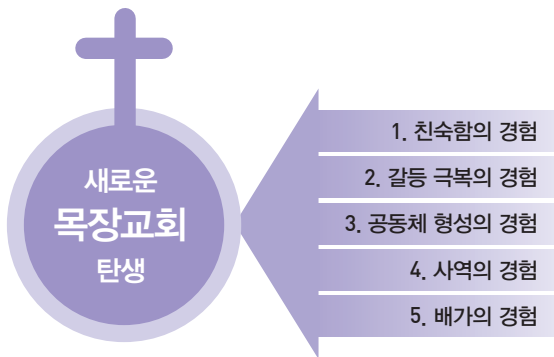 새로운
목장교회
탄생
1. 친숙함의 경험
2. 갈등 극복의 경험
3. 공동체 형성의 경험
4. 사역의 경험
5. 배가의 경험